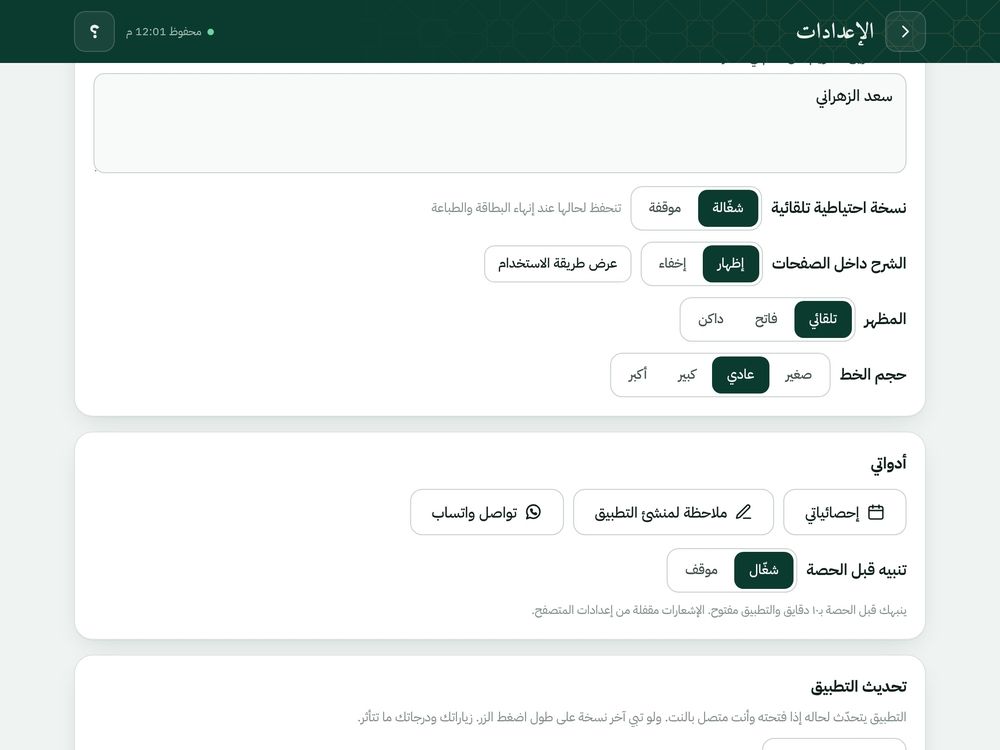 الإعدادات
محفوظ 12:01 م
؟
سعد الزهراني
نسخة احتياطية تلقائية شغّالة موقفة تنحفظ لحالها عند إنهاء البطاقة والطباعة
الشرح داخل الصفحات إظهار إخفاء عرض طريقة الاستخدام
المظهر تلقائي فاتح داكن
حجم الخط صغير عادي كبير أكبر
أدواتي
إحصائياتي ملاحظة لمنشئ التطبيق تواصل واتساب
تنبيه قبل الحصة شغّال موقف
ينبهك قبل الحصة بـ١٠ دقايق والتطبيق مفتوح. الإشعارات مقفلة من إعدادات المتصفح.
تحديث التطبيق
التطبيق يتحدّث لحاله إذا فتحته وأنت متصل بالنت. ولو تبي آخر نسخة على طول اضغط الزر. زياراتك ودرجاتك ما تتأثر.